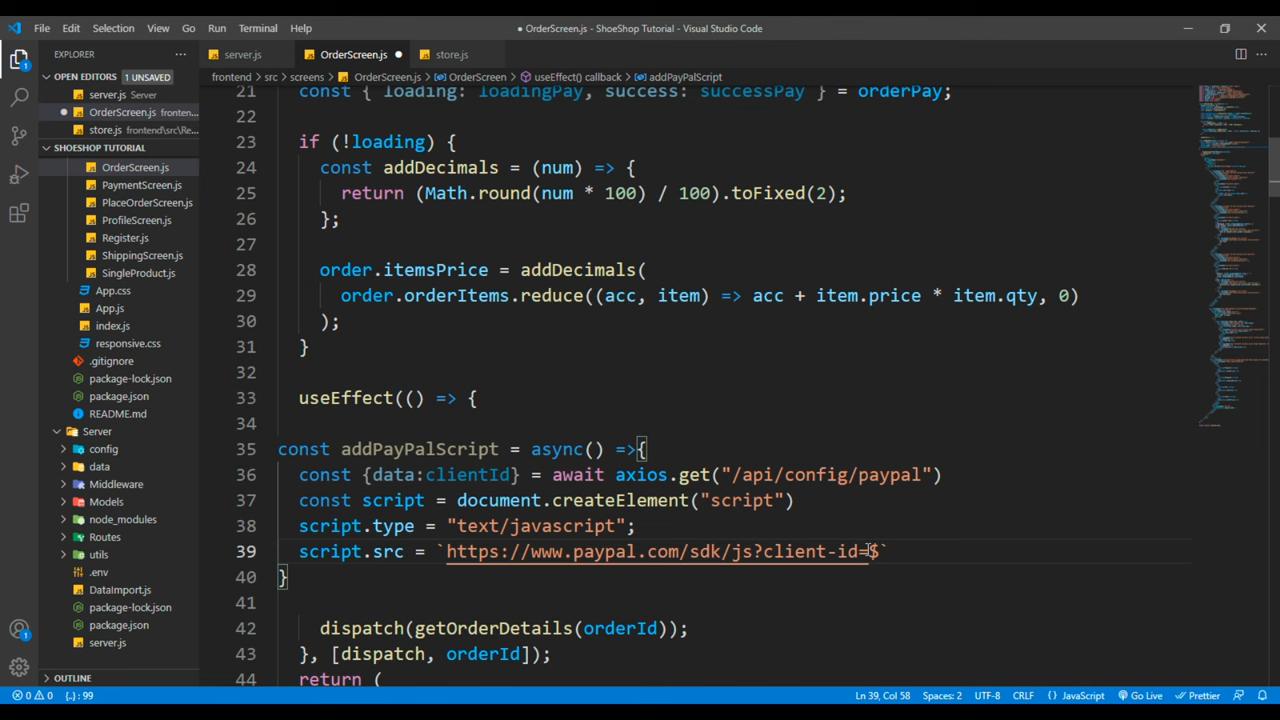 File Edit Selection View Go Run Terminal Help
● OrderScreen.js - ShoeShop Tutorial - Visual Studio Code
EXPLORER
OPEN EDITORS 1 UNSAVED
server.js Server
OrderScreen.js fronten...
store.js frontend\src\Re...
SHOESHOP TUTORIAL
OrderScreen.js
PaymentScreen.js
PlaceOrderScreen.js
ProfileScreen.js
Register.js
ShippingScreen.js
SingleProduct.js
App.css
App.js
index.js
responsive.css
.gitignore
package-lock.json
package.json
README.md
Server
config
data
Middleware
Models
node_modules
Routes
utils
.env
DataImport.js
package-lock.json
package.json
server.js
OUTLINE
1
1
server.js OrderScreen.js ● store.js
frontend > src > screens > OrderScreen.js > OrderScreen > useEffect() callback > addPayPalScript
21 const { loading: loadingPay, success: successPay } = orderPay;
22
23 if (!loading) {
24 const addDecimals = (num) => {
25 return (Math.round(num * 100) / 100).toFixed(2);
26 };
27
28 order.itemsPrice = addDecimals(
29 order.orderItems.reduce((acc, item) => acc + item.price * item.qty, 0)
30 );
31 }
32
33 useEffect(() => {
34
35 const addPayPalScript = async() =>{
36 const {data:clientId} = await axios.get("/api/config/paypal")
37 const script = document.createElement("script")
38 script.type = "text/javascript";
39 script.src = `https://www.paypal.com/sdk/js?client-id=$`
40 }
41
42 dispatch(getOrderDetails(orderId));
43 }, [dispatch, orderId]);
44 return (
0 0 {..}: 99 Ln 39, Col 58 Spaces: 2 UTF-8 CRLF {} JavaScript Go Live Prettier